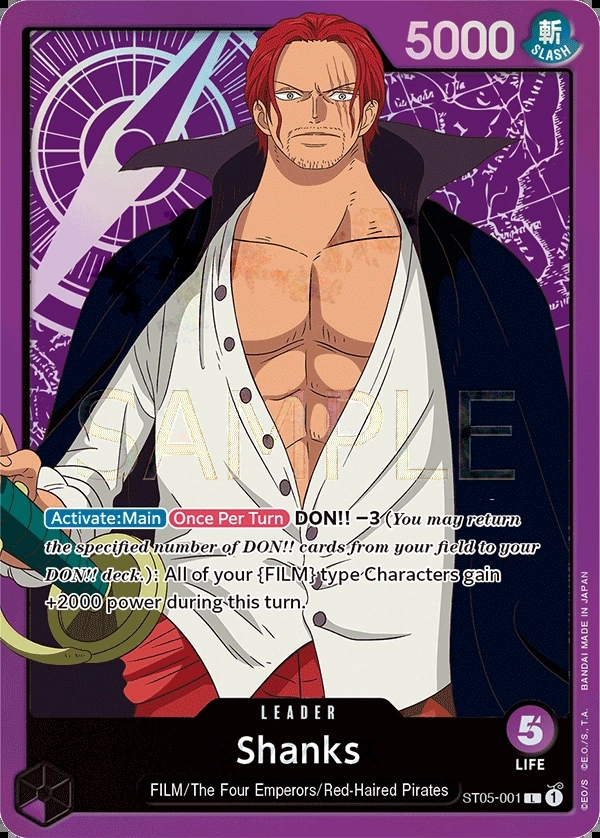 5000 斬
SLASH
SAMPLE
Activate:Main Once Per Turn DON!! −3 (You may return
the specified number of DON!! cards from your field to your
DON!! deck.): All of your {FILM} type Characters gain
+2000 power during this turn.
LEADER
Shanks
5
LIFE
FILM/The Four Emperors/Red-Haired Pirates
ST05-001 L 1
©E.O./S. ©E.O./S., T.A. BANDAI MADE IN JAPAN